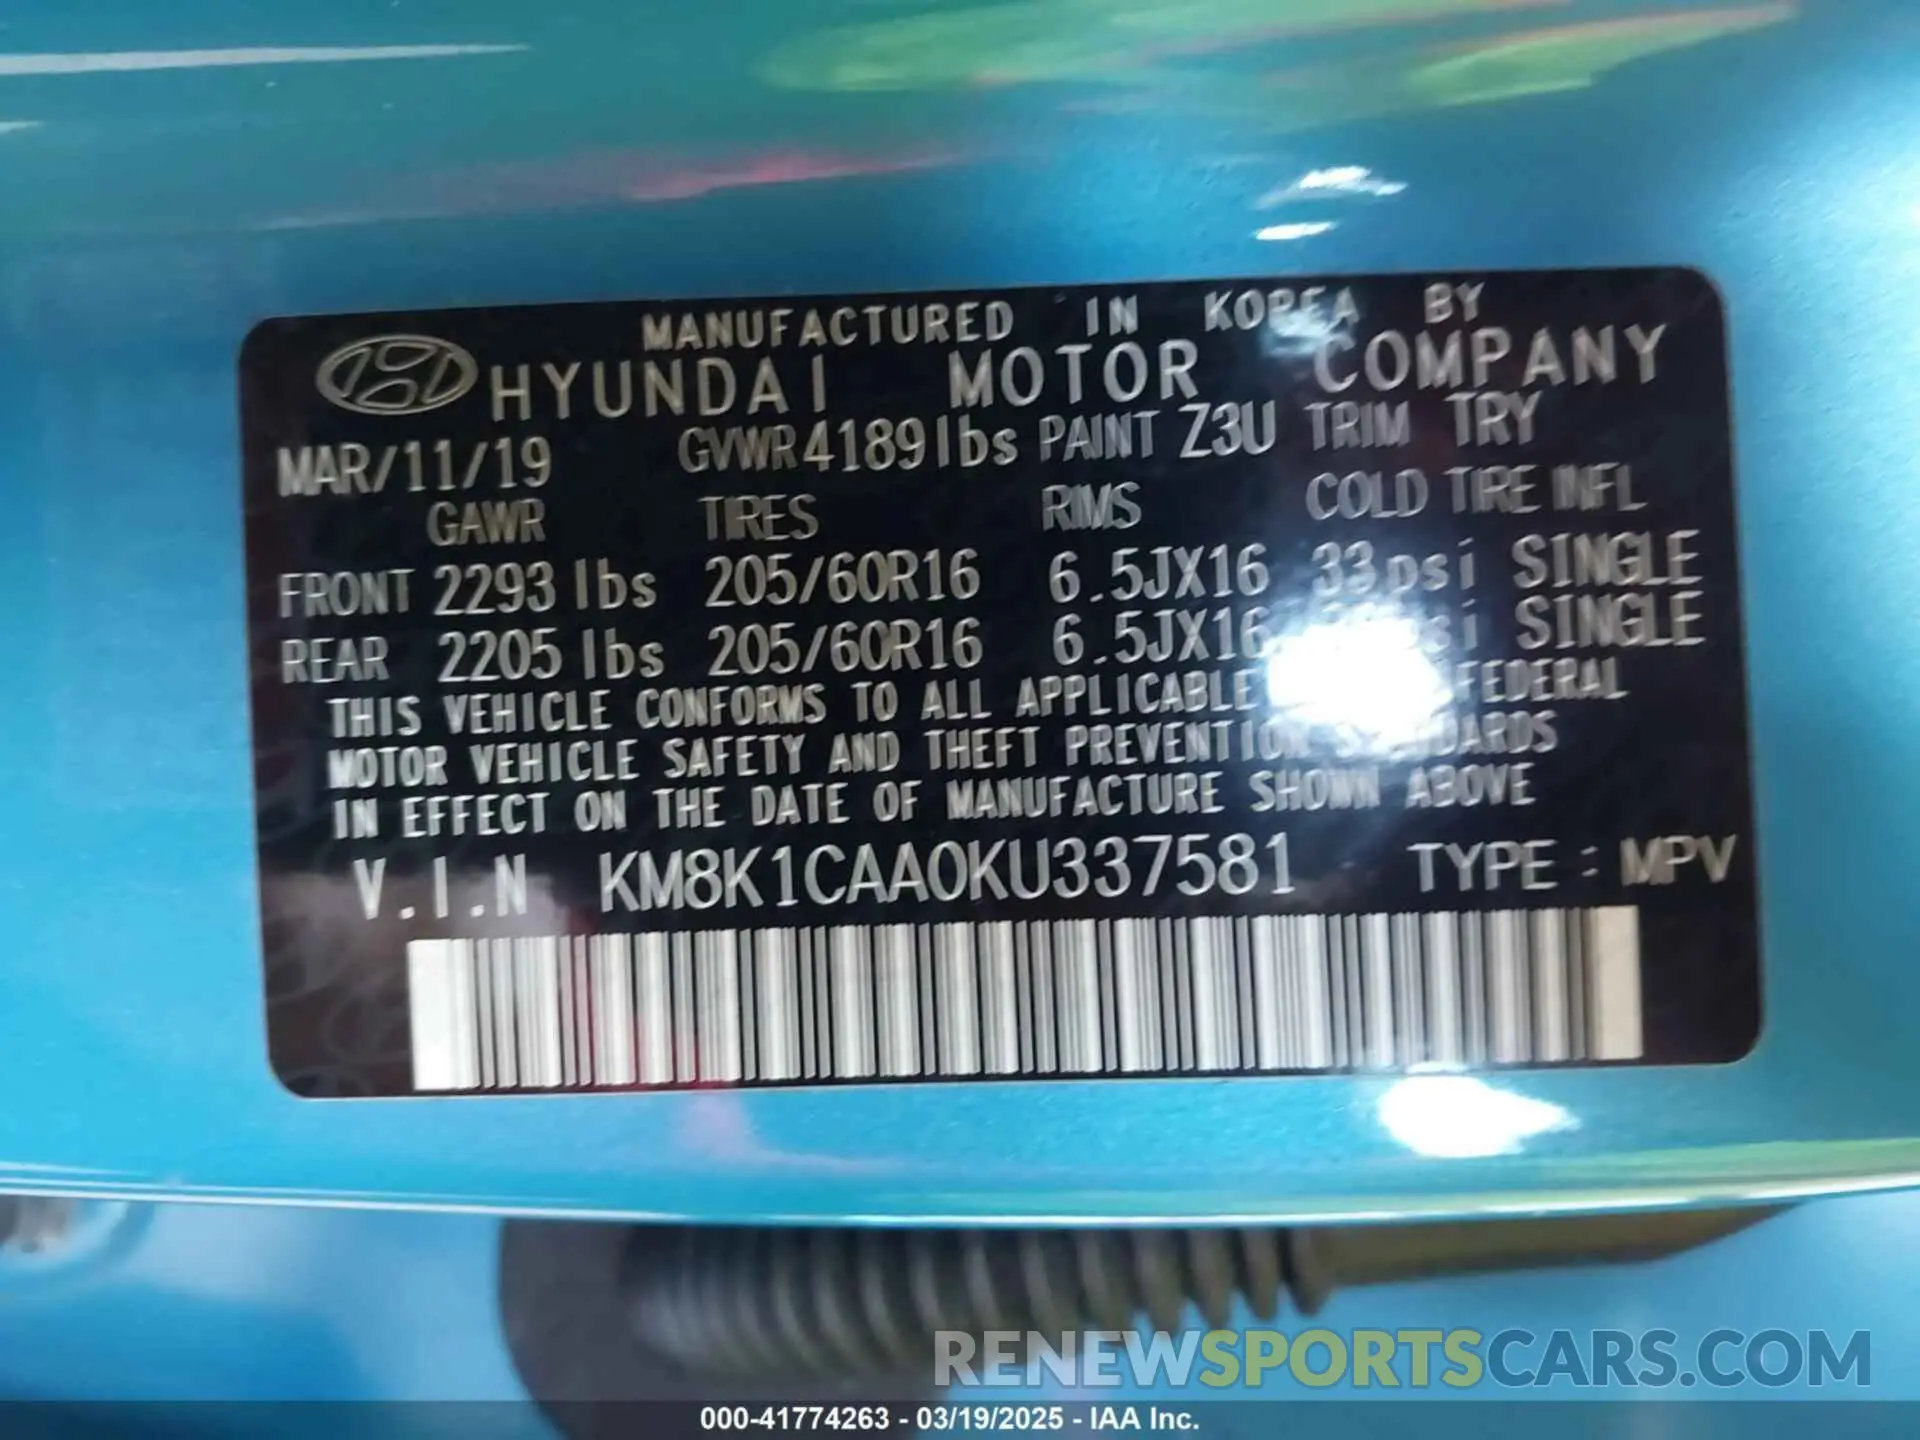 MANUFACTURED IN KOREA BY
HYUNDAI MOTOR COMPANY
MAR/11/19 GVWR 4189lbs PAINT Z3U TRIM TRY
GAWR TIRES RIMS COLD TIRE INFL
FRONT 2293 lbs 205/60R16 6.5JX16 33psi SINGLE
REAR 2205 lbs 205/60R16 6.5JX16 SINGLE
THIS VEHICLE CONFORMS TO ALL APPLICABLE FEDERAL
MOTOR VEHICLE SAFETY AND THEFT PREVENTION STANDARDS
IN EFFECT ON THE DATE OF MANUFACTURE SHOWN ABOVE
V.I.N KM8K1CAA0KU337581 TYPE : MPV
RENEWSPORTSCARS.COM
000-41774263 - 03/19/2025 - IAA Inc.